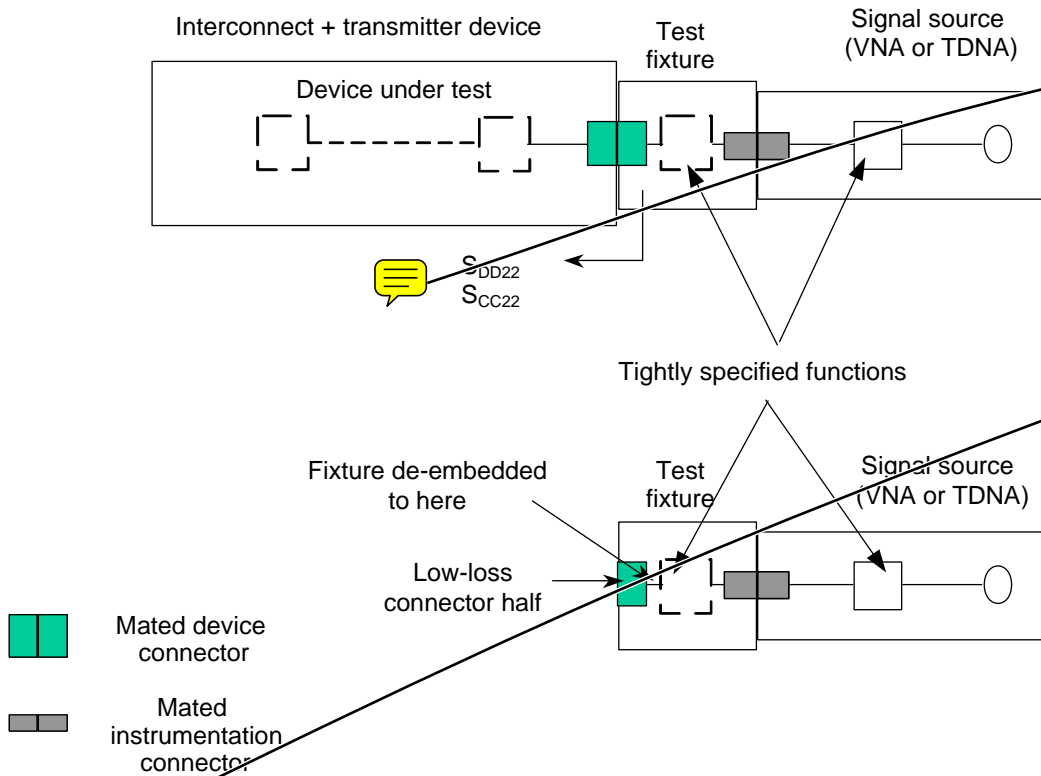 Interconnect + transmitter device
Test
fixture
Signal source
(VNA or TDNA)
Device under test
SDD22
SCC22
Tightly specified functions
Fixture de-embedded
to here
Test
fixture
Signal source
(VNA or TDNA)
Low-loss
connector half
Mated device
connector
Mated
instrumentation
connector